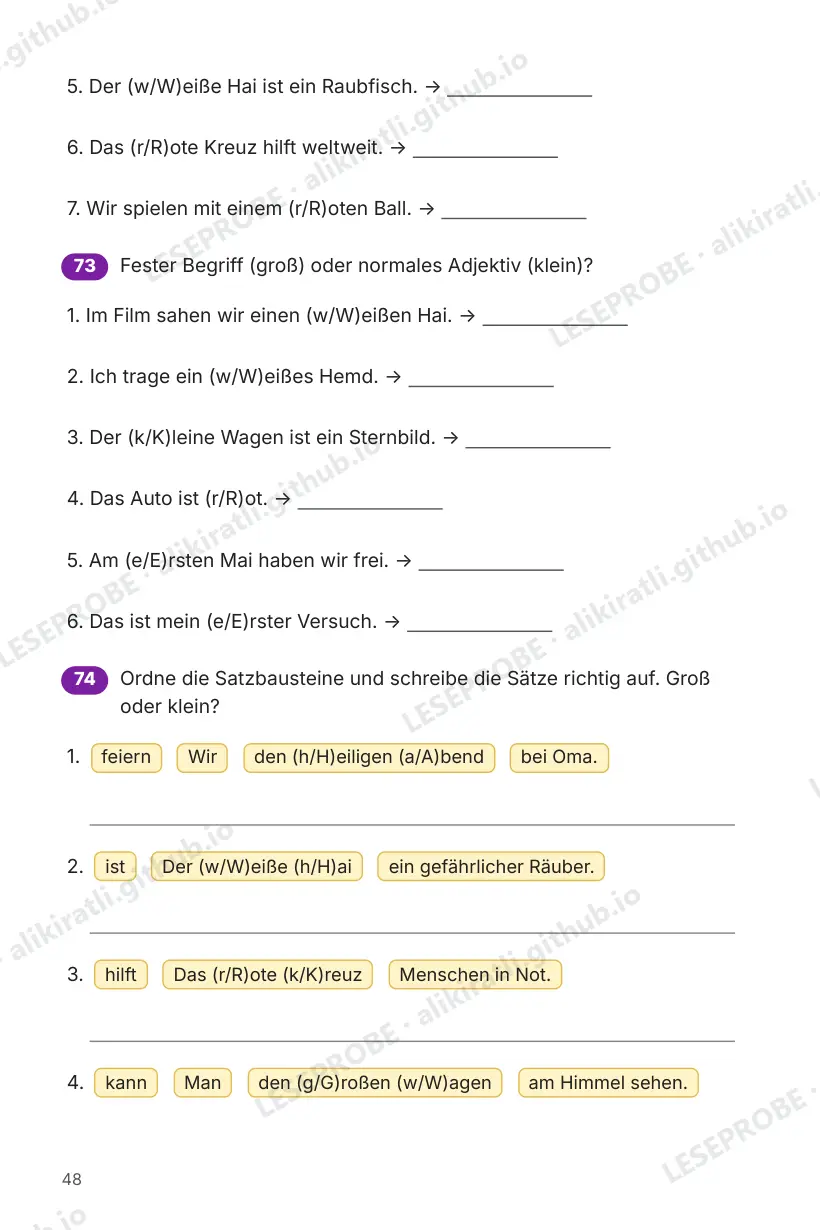 5. Der (w/W)eiße Hai ist ein Raubfisch. → ______________
6. Das (r/R)ote Kreuz hilft weltweit. → ______________
7. Wir spielen mit einem (r/R)oten Ball. → ______________
73 Fester Begriff (groß) oder normales Adjektiv (klein)?
1. Im Film sahen wir einen (w/W)eißen Hai. → ______________
2. Ich trage ein (w/W)eißes Hemd. → ______________
3. Der (k/K)leine Wagen ist ein Sternbild. → ______________
4. Das Auto ist (r/R)ot. → ______________
5. Am (e/E)rsten Mai haben wir frei. → ______________
6. Das ist mein (e/E)rster Versuch. → ______________
74 Ordne die Satzbausteine und schreibe die Sätze richtig auf. Groß
oder klein?
1. feiern Wir den (h/H)eiligen (a/A)bend bei Oma.
2. ist Der (w/W)eiße (h/H)ai ein gefährlicher Räuber.
3. hilft Das (r/R)ote (k/K)reuz Menschen in Not.
4. kann Man den (g/G)roßen (w/W)agen am Himmel sehen.
48
LESEPROBE · alikiratli.github.io